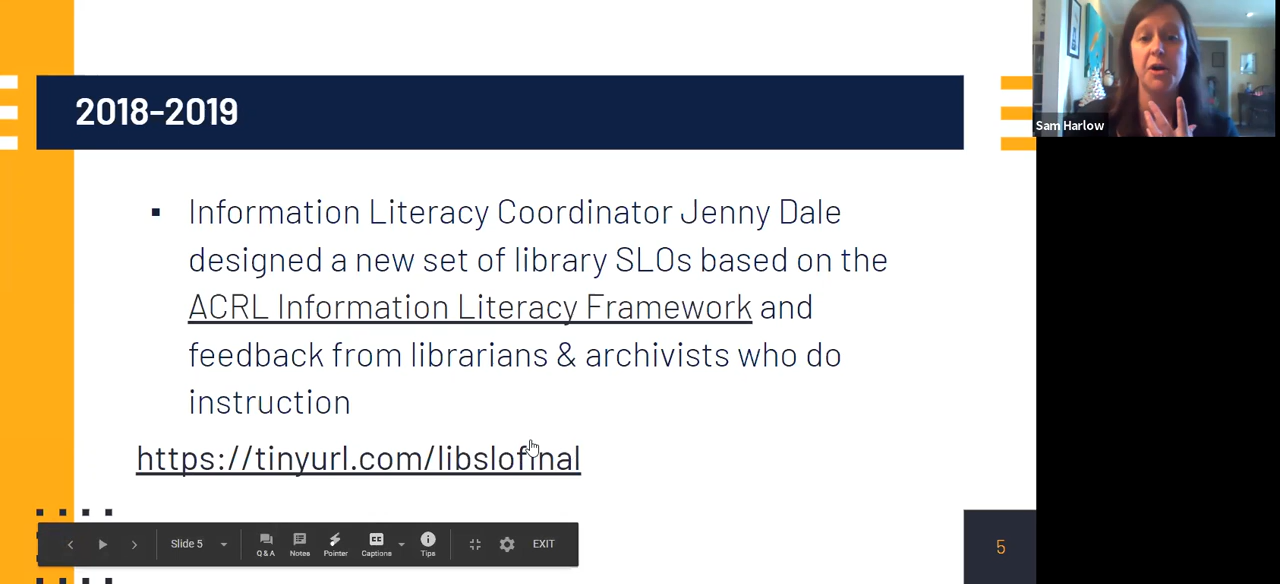 2018-2019
Sam Harlow
▪ Information Literacy Coordinator Jenny Dale
designed a new set of library SLOs based on the
ACRL Information Literacy Framework and
feedback from librarians & archivists who do
instruction
https://tinyurl.com/libslofinal
Slide 5
Q & A
Notes
Pointer
Captions
Tips
EXIT
5